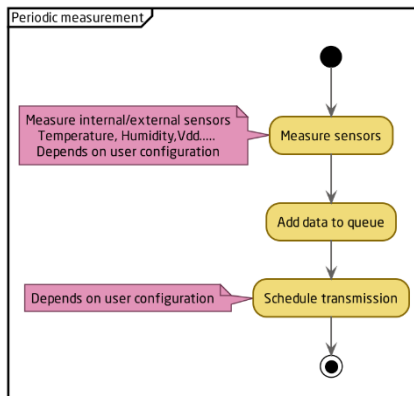 Periodic measurement
Measure internal/external sensors
Temperature, Humidity,Vdd.....
Depends on user configuration
Measure sensors
Add data to queue
Depends on user configuration
Schedule transmission